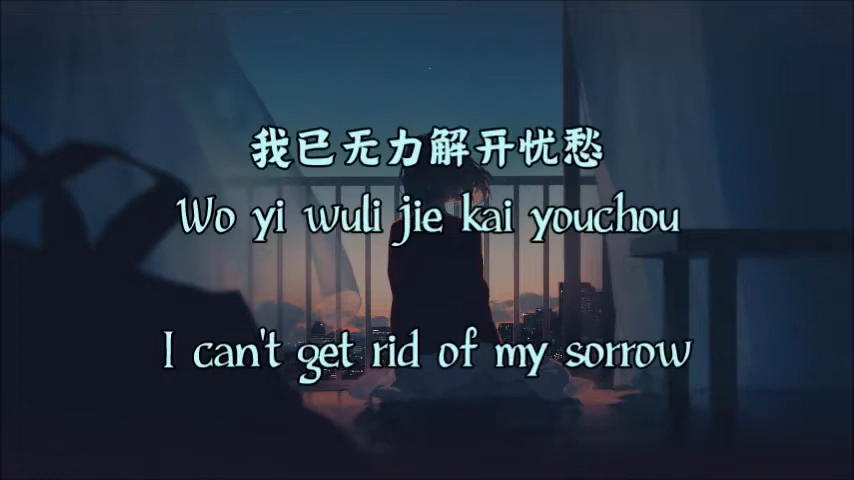 我已无力解开忧愁
Wo yi wuli jie kai youchou
I can't get rid of my sorrow